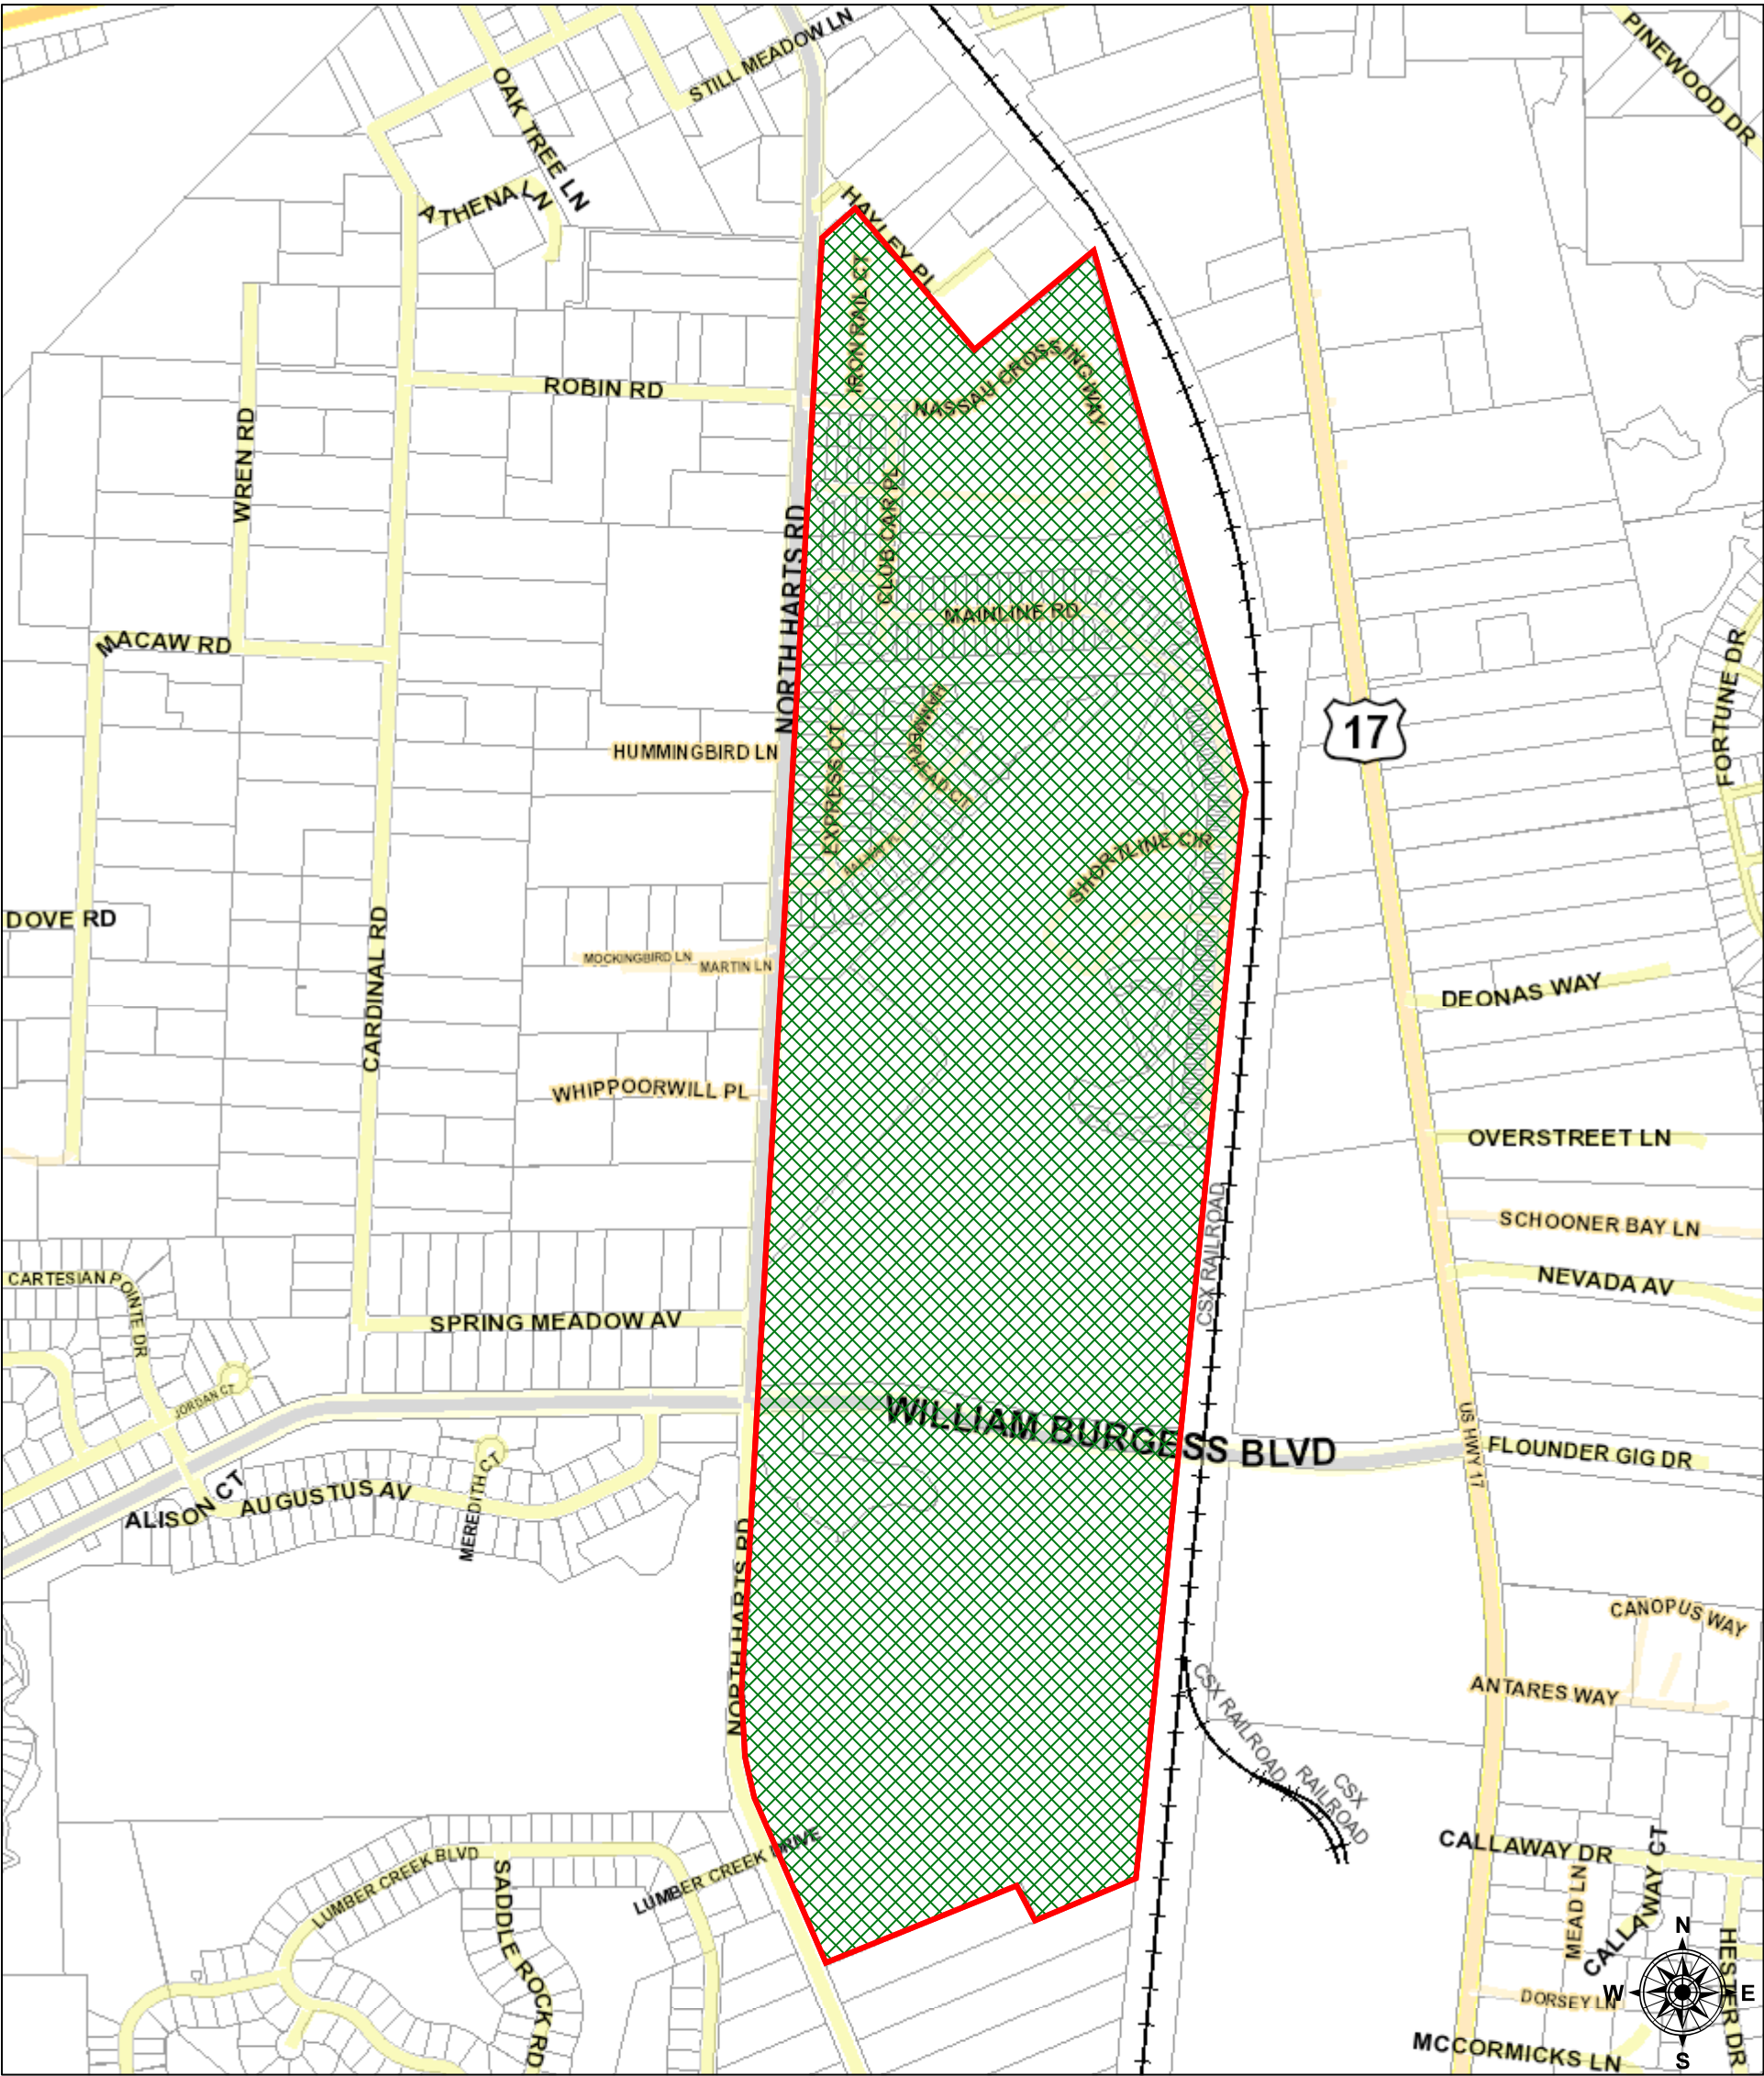 PINEWOOD DR
STILL MEADOW LN
OAK TREE LN
ATHENA LN
HAYLEY PL
IRON RAIL CT
NASSAU CROSSING WAY
ROBIN RD
WREN RD
CLUB CAR PL
NORTH HARTS RD
MAINLINE RD
MACAW RD
FORTUNE DR
17
HAMMERHEAD CT
HUMMINGBIRD LN
EXPRESS CT
SHORTLINE CIR
DOVE RD
CARDINAL RD
MOCKINGBIRD LN
MARTIN LN
DEONAS WAY
WHIPPOORWILL PL
OVERSTREET LN
CSX RAILROAD
SCHOONER BAY LN
CARTESIAN POINTE DR
NEVADA AV
SPRING MEADOW AV
JORDAN CT
WILLIAM BURGESS BLVD
US HWY 17
FLOUNDER GIG DR
MEREDITH CT
ALISON CT
AUGUSTUS AV
NORTH HARTS RD
CANOPUS WAY
ANTARES WAY
CSX RAILROAD
CSX
RAILROAD
LUMBER CREEK DRIVE
CALLAWAY DR
CALLAWAY CT
LUMBER CREEK BLVD
SADDLE ROCK RD
MEAD LN
HESTER DR
N
W
E
S
DORSEY LN
MCCORMICKS LN